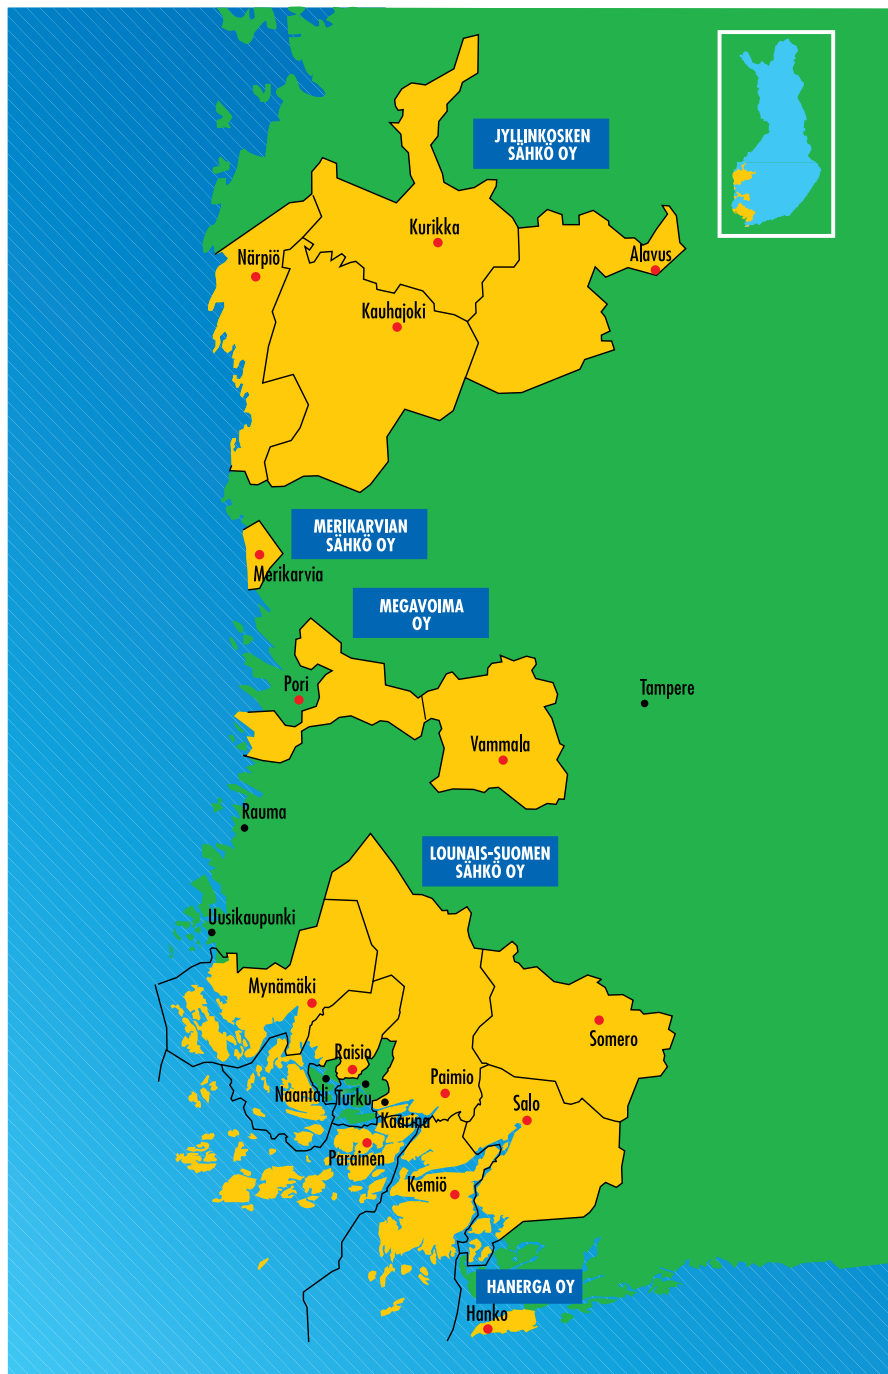 JYLLINKOSKEN
SÄHKÖ OY
Kurikka
Närpiö
Alavus
Kauhajoki
MERIKARVIAN
SÄHKÖ OY
Merikarvia
MEGAVOIMA
OY
Pori
Tampere
Vammala
Rauma
LOUNAIS-SUOMEN
SÄHKÖ OY
Uusikaupunki
Mynämäki
Somero
Raisio
Paimio
Naantali
Turku
Salo
Kaarina
Parainen
Kemiö
HANERGA OY
Hanko